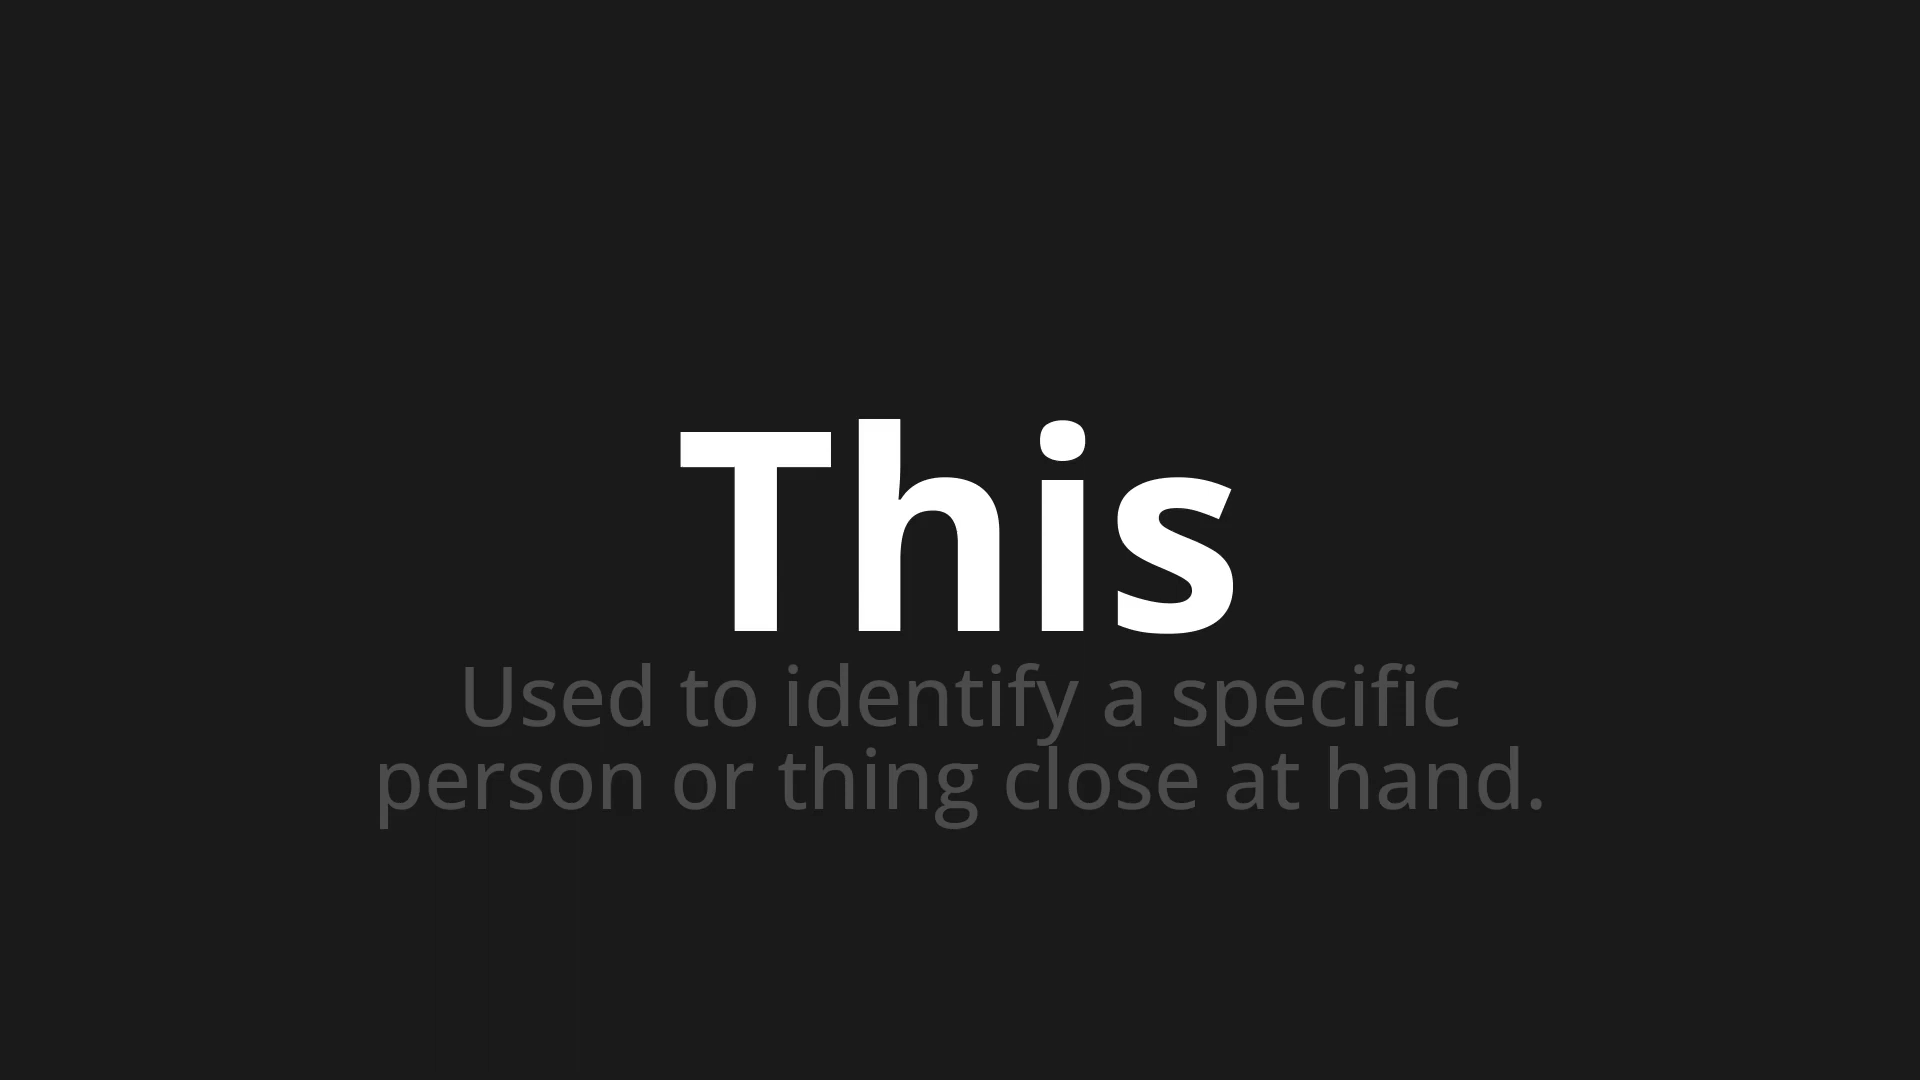 This
Used to identify a specific
person or thing close at hand.